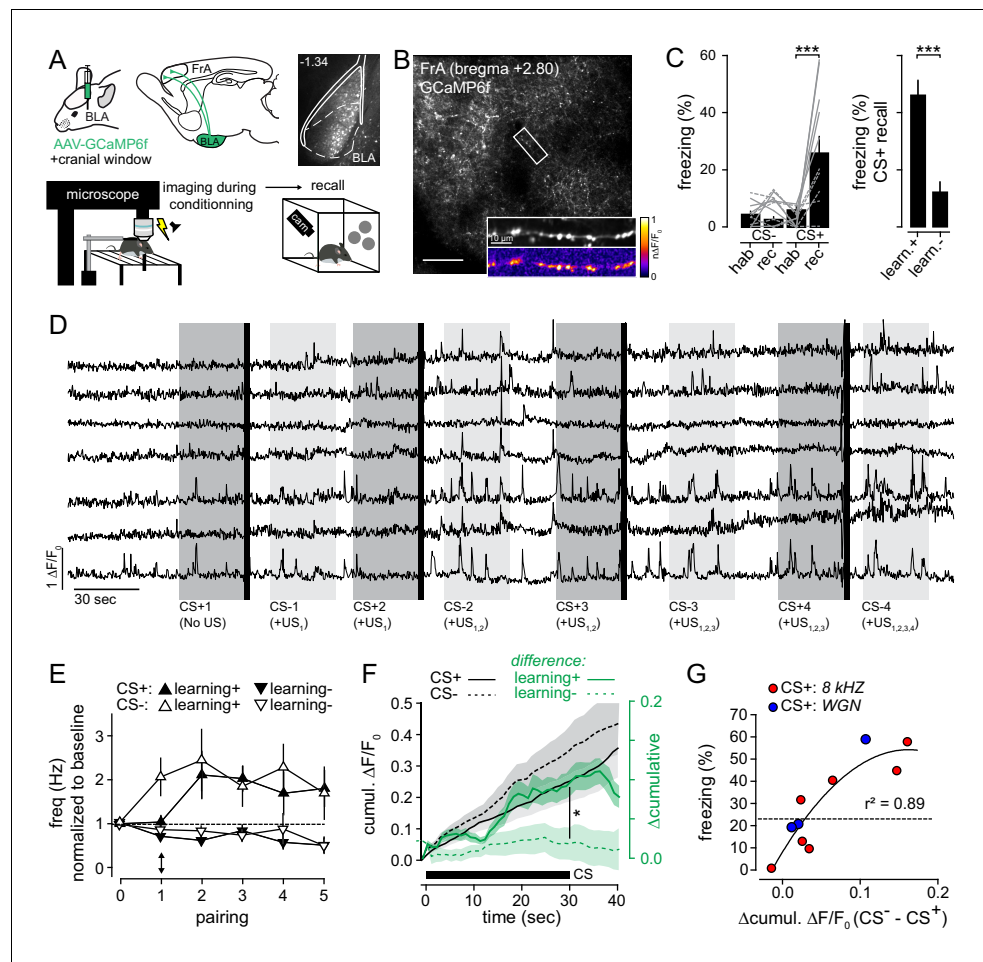 A
FrA
BLA
AAV-GCaMP6f
+cranial window
BLA
-1.34
BLA
microscope
imaging during
conditionning
recall
cam
B
FrA (bregma +2.80)
GCaMP6f
10 µm
1
0
nΔF/F0
C
60
40
20
0
freezing (%)
***
CS-
CS+
hab
rec
hab
rec
freezing (%)
CS+ recall
***
learn.+
learn.-
D
1 ΔF/F0
30 sec
CS+1
(No US)
CS-1
(+US1)
CS+2
(+US1)
CS-2
(+US1,2)
CS+3
(+US1,2)
CS-3
(+US1,2,3)
CS+4
(+US1,2,3)
CS-4
(+US1,2,3,4)
E
CS+: ▲learning+ ▼learning-
CS-: △learning+ ▽learning-
freq (Hz)
normalized to baseline
3
2
1
0
0 1 2 3 4 5
pairing
F
CS+
CS-
difference:
learning+
learning-
cumul. ΔF/F0
0.5
0.4
0.3
0.2
0.1
0.0
0.2
0.0
Δcumulative
*
CS
0 10 20 30 40
time (sec)
G
CS+: 8 kHZ
CS+: WGN
freezing (%)
70
60
50
40
30
20
10
0
r² = 0.89
0.0 0.1 0.2
Δcumul. ΔF/F0 (CS- - CS+)